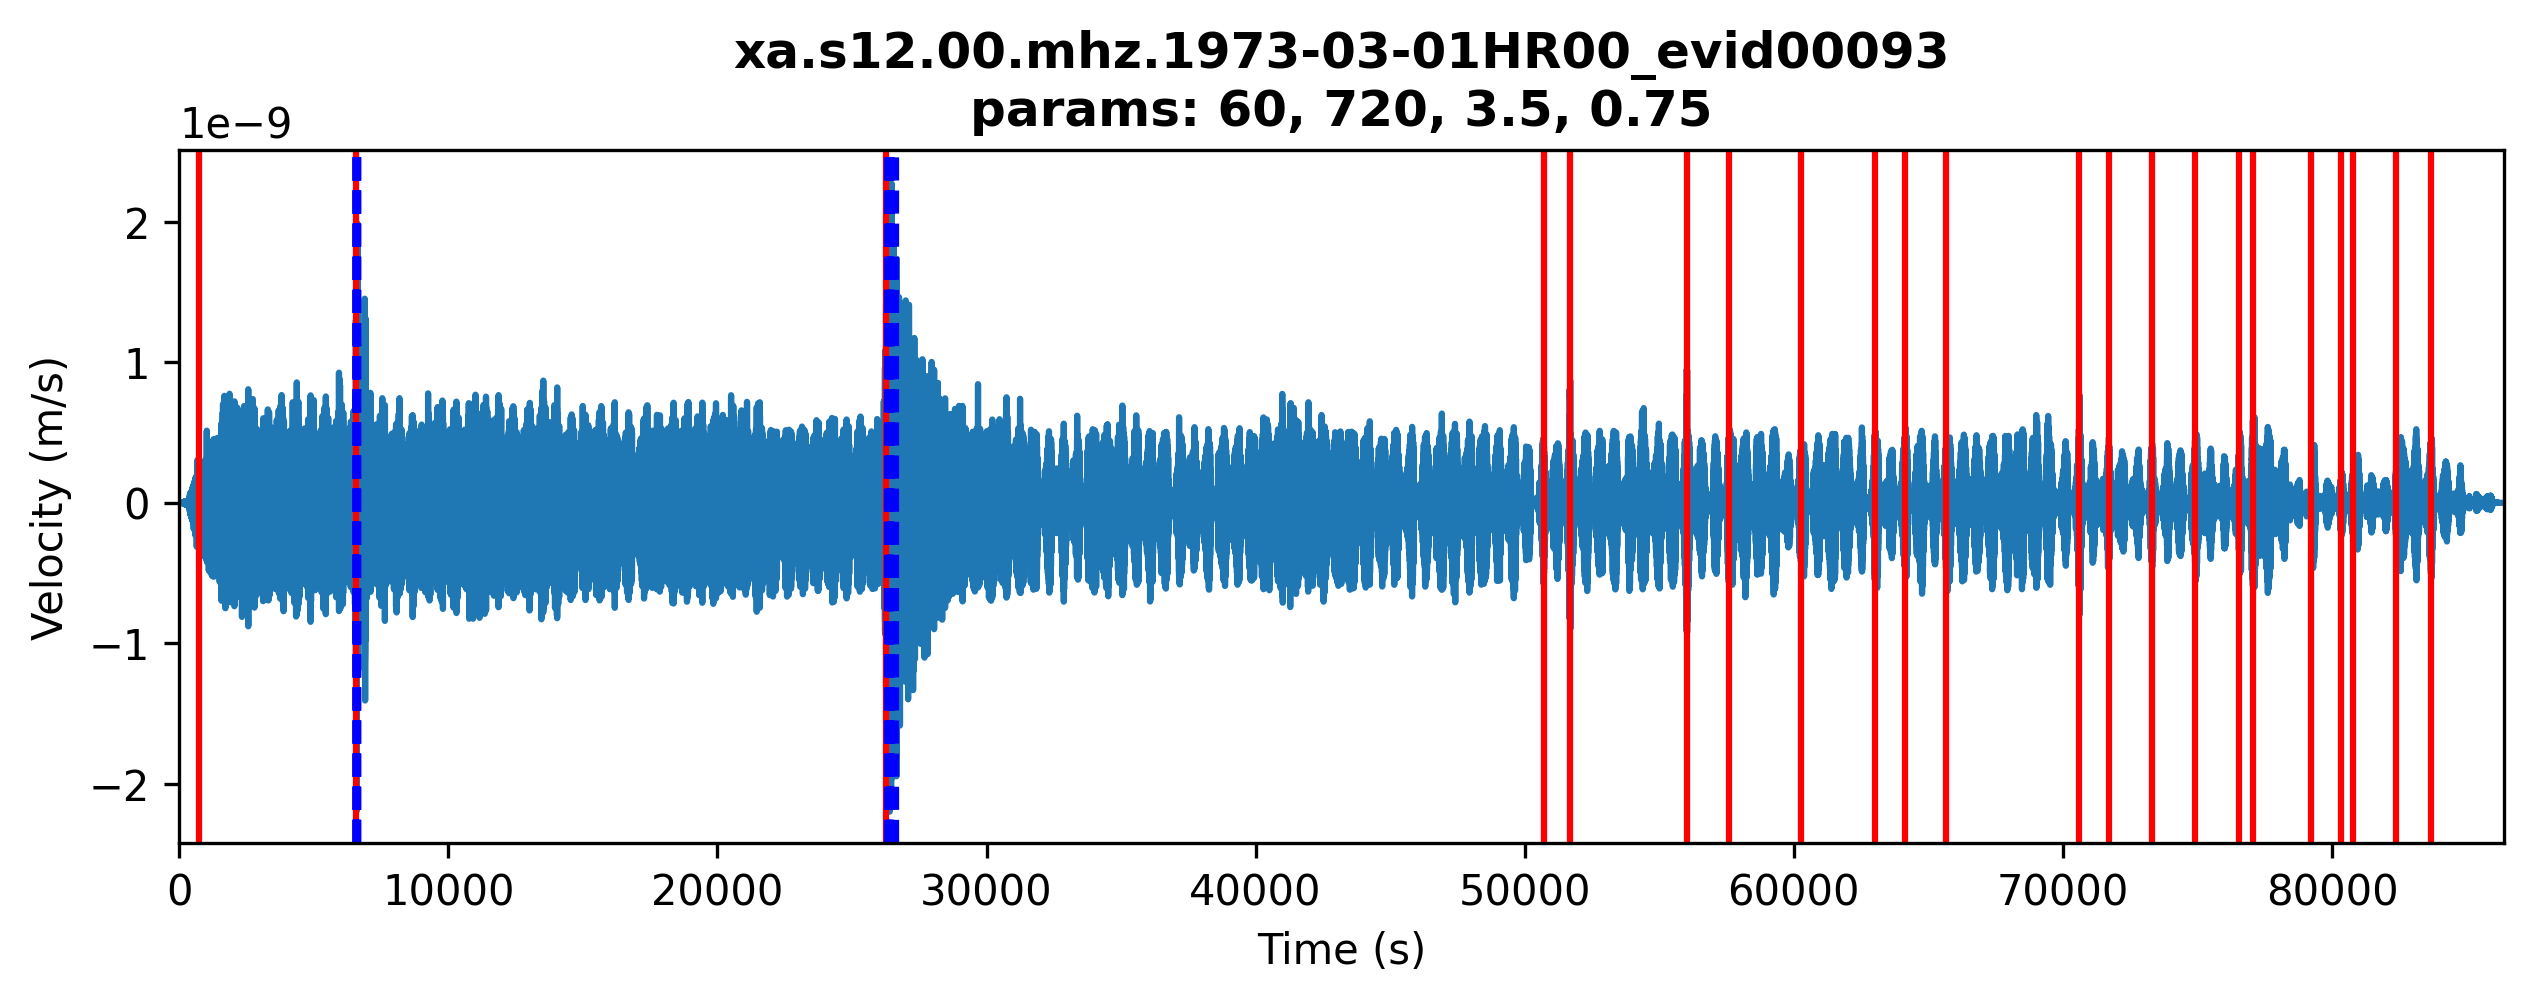 xa.s12.00.mhz.1973-03-01HR00_evid00093
params: 60, 720, 3.5, 0.75
1e−9
2
1
0
−1
−2
Velocity (m/s)
0 10000 20000 30000 40000 50000 60000 70000 80000
Time (s)